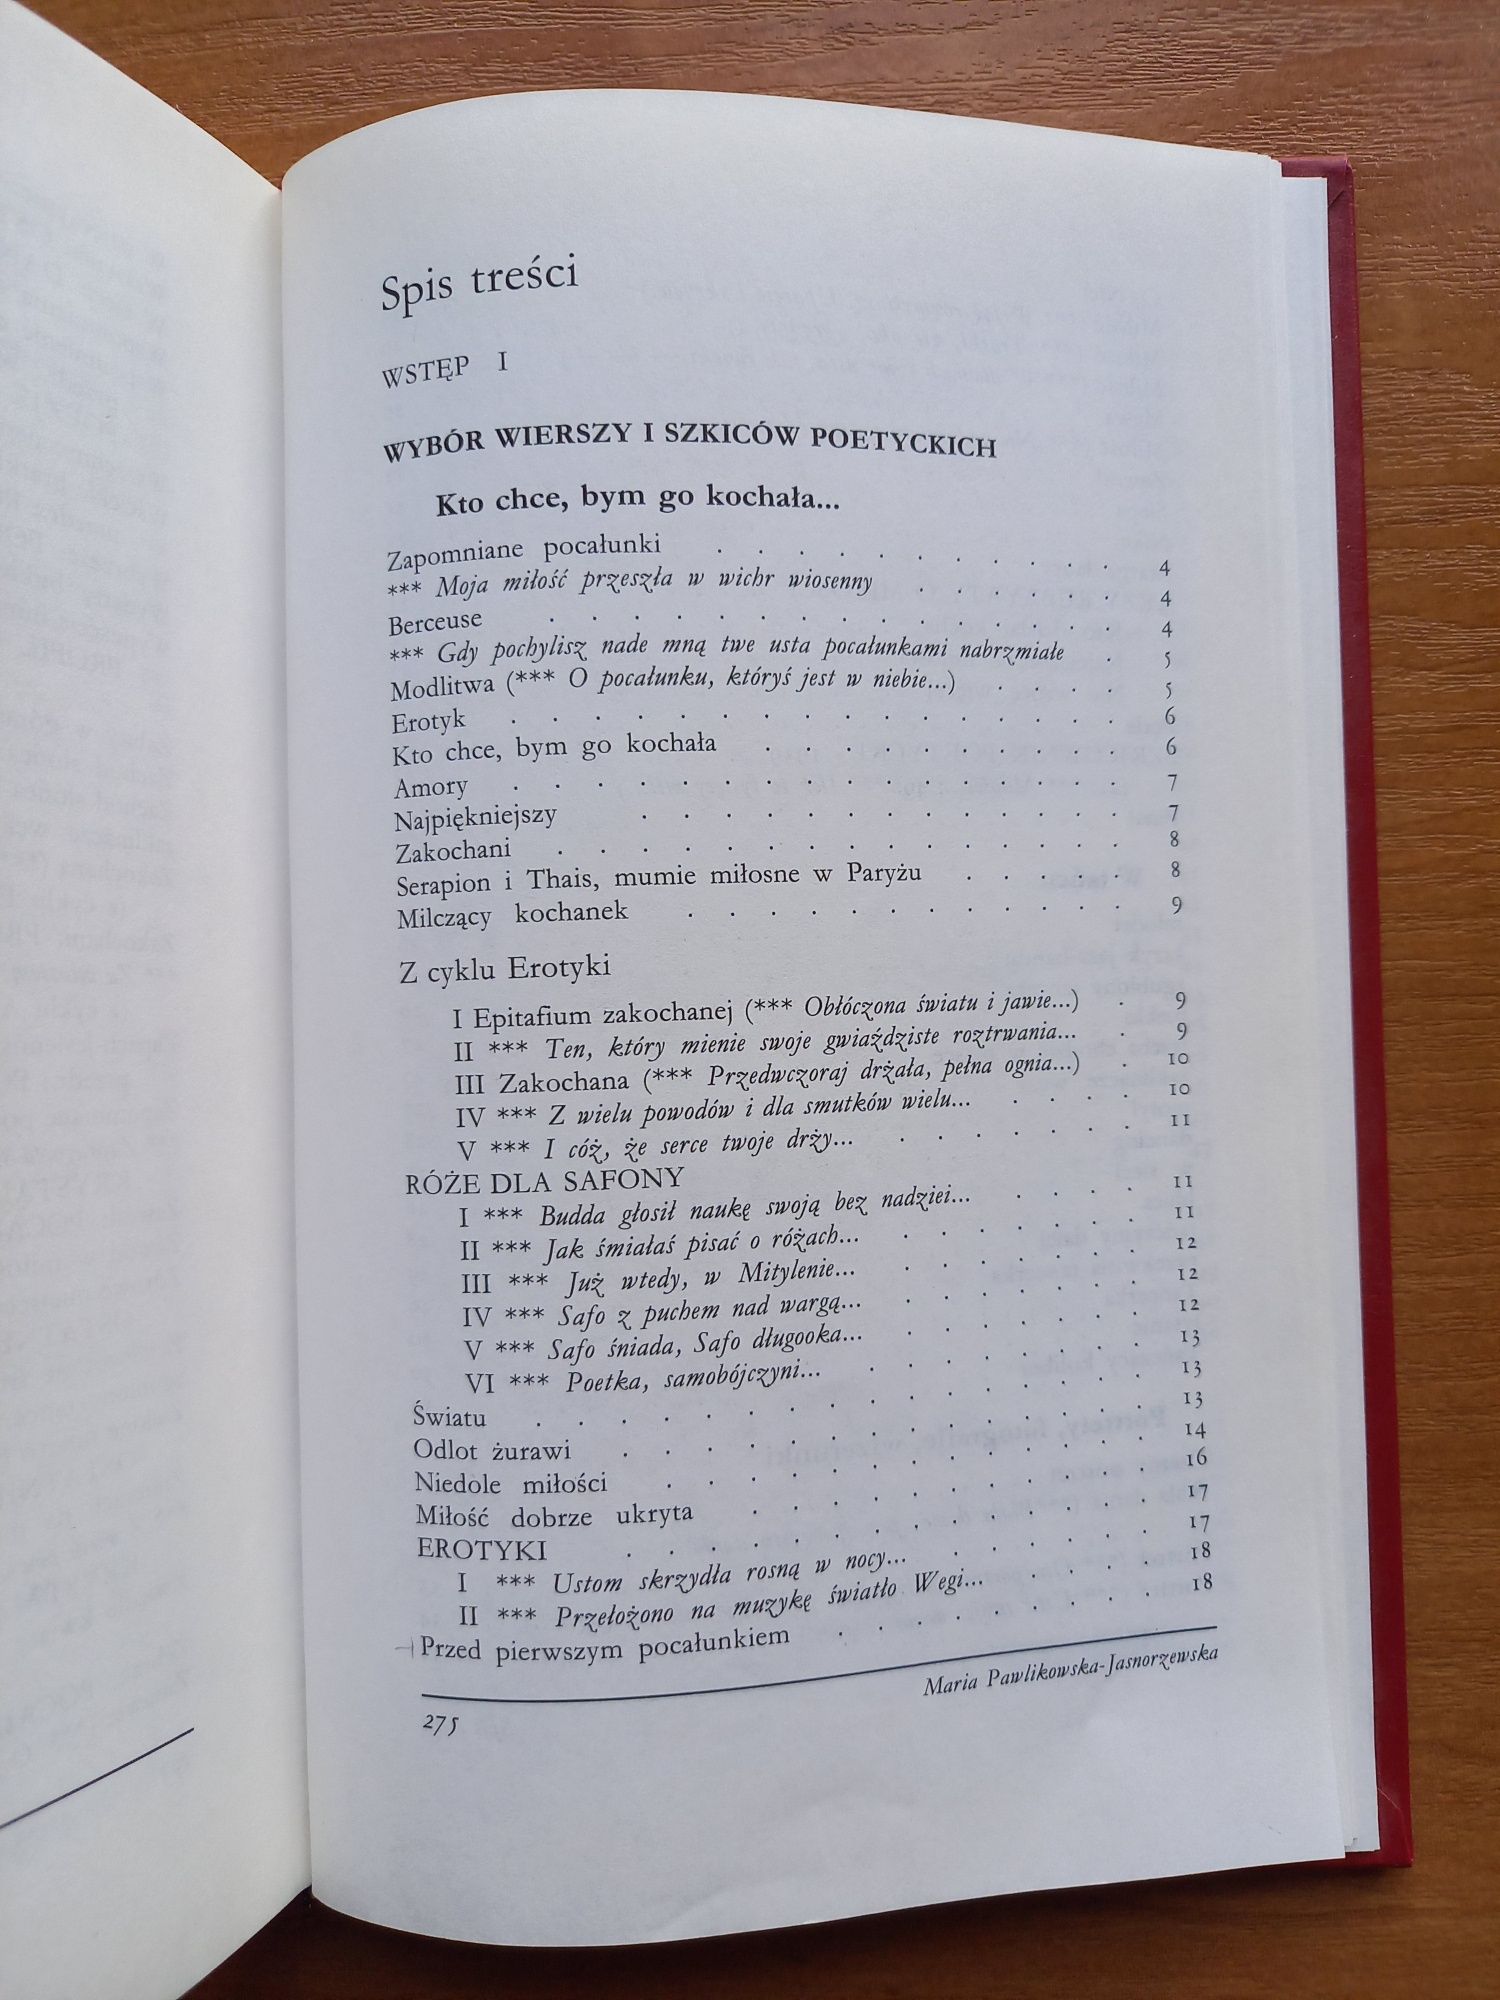 Spis treści
WSTĘP I
WYBÓR WIERSZY I SZKICÓW POETYCKICH
Kto chce, bym go kochała...
Zapomniane pocałunki . . . . . . . . . . 4
*** Moja miłość przeszła w wichr wiosenny . . . . . . 4
Berceuse . . . . . . . . . . . . . . 4
*** Gdy pochylisz nade mną twe usta pocałunkami nabrzmiałe . 5
Modlitwa (*** O pocałunku, któryś jest w niebie...) . . . . 5
Erotyk . . . . . . . . . . . . . . . 6
Kto chce, bym go kochała . . . . . . . . . 6
Amory . . . . . . . . . . . . . . . 7
Najpiękniejszy . . . . . . . . . . . . 7
Zakochani . . . . . . . . . . . . . . 8
Serapion i Thais, mumie miłosne w Paryżu . . . . . 8
Milczący kochanek . . . . . . . . . . . 9
Z cyklu Erotyki
I Epitafium zakochanej (*** Obłóczona światu i jawie...) . 9
II *** Ten, który mienie swoje gwiaździste roztrwania... . 9
III Zakochana (*** Przedwczoraj drżała, pełna ognia...) . 10
IV *** Z wielu powodów i dla smutków wielu... . . . . 10
V *** I cóż, że serce twoje drży... . . . . . . . 11
RÓŻE DLA SAFONY
I *** Budda głosił naukę swoją bez nadziei... . . . . 11
II *** Jak śmiałaś pisać o różach... . . . . . . . 11
III *** Już wtedy, w Mitylenie... . . . . . . . 12
IV *** Safo z puchem nad wargą... . . . . . . . 12
V *** Safo śniada, Safo długooka... . . . . . . . 12
VI *** Poetka, samobójczyni... . . . . . . . . 13
Światu . . . . . . . . . . . . . . . 13
Odlot żurawi . . . . . . . . . . . . . 13
Niedole miłości . . . . . . . . . . . . 14
Miłość dobrze ukryta . . . . . . . . . . 16
EROTYKI . . . . . . . . . . . . . 17
I *** Ustom skrzydła rosną w nocy... . . . . . . 17
II *** Przełożono na muzykę światło Wegi... . . . . 18
Przed pierwszym pocałunkiem . . . . . . . . 18
Maria Pawlikowska-Jasnorzewska
275